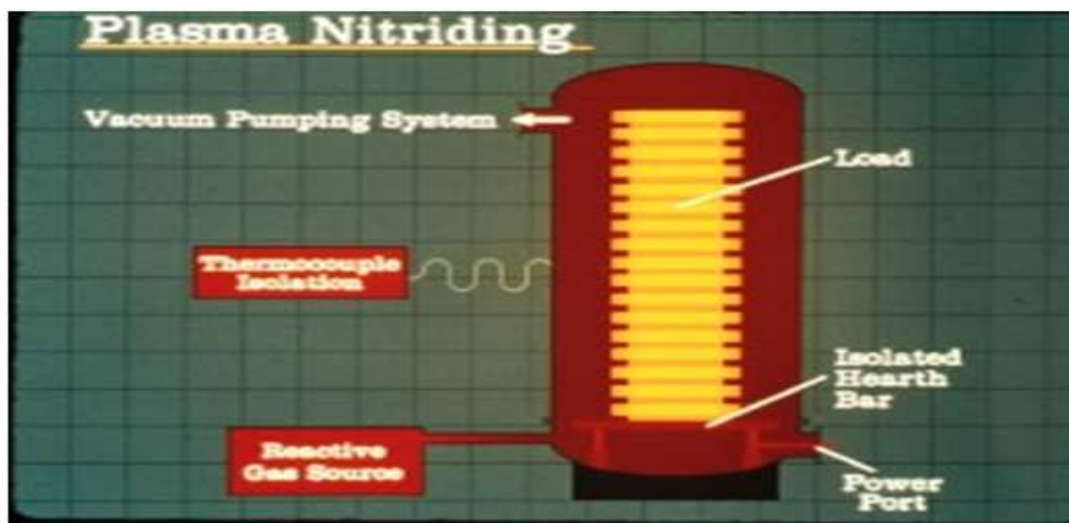 Plasma Nitriding
Vacuum Pumping System
Load
Thermocouple
Isolation
Isolated
Hearth
Bar
Reactive
Gas Source
Power
Port